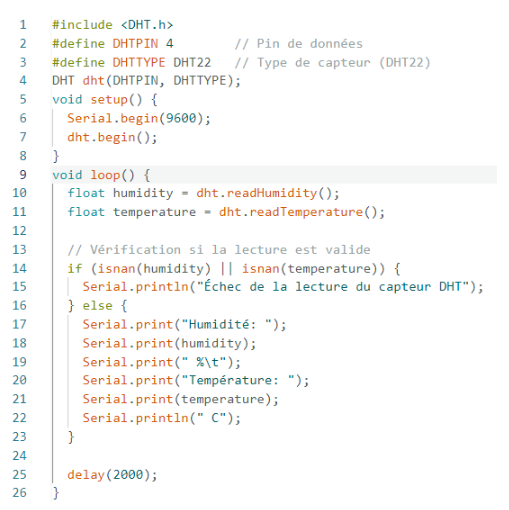 1 #include <DHT.h>
2 #define DHTPIN 4        // Pin de données
3 #define DHTTYPE DHT22   // Type de capteur (DHT22)
4 DHT dht(DHTPIN, DHTTYPE);
5 void setup() {
6   Serial.begin(9600);
7   dht.begin();
8 }
9 void loop() {
10   float humidity = dht.readHumidity();
11   float temperature = dht.readTemperature();
12
13   // Vérification si la lecture est valide
14   if (isnan(humidity) || isnan(temperature)) {
15     Serial.println("Échec de la lecture du capteur DHT");
16   } else {
17     Serial.print("Humidité: ");
18     Serial.print(humidity);
19     Serial.print(" %\t");
20     Serial.print("Température: ");
21     Serial.print(temperature);
22     Serial.println(" C");
23   }
24
25   delay(2000);
26 }